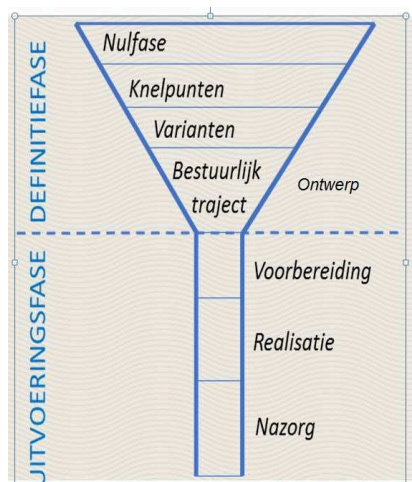 DEFINITIEFASE
Nulfase
Knelpunten
Varianten
Bestuurlijk
traject
Ontwerp
UITVOERINGSFASE
Voorbereiding
Realisatie
Nazorg